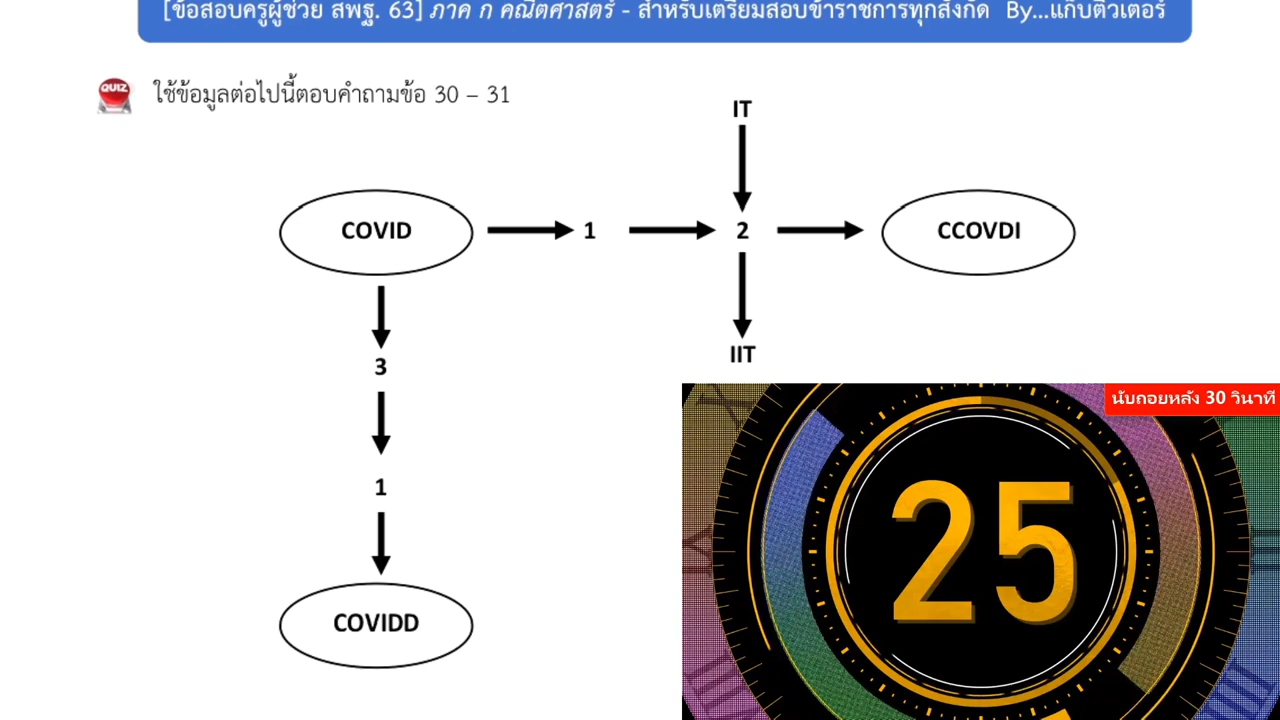 [ข้อสอบครูผู้ช่วย สพฐ. 63] ภาค ก คณิตศาสตร์ - สำหรับเตรียมสอบข้าราชการทุกสังกัด By...แก๊บติวเตอร์
QUIZ ใช้ข้อมูลต่อไปนี้ตอบคำถามข้อ 30 – 31
IT
COVID 1 2 CCOVDI
3 IIT
นับถอยหลัง 30 วินาที
25
1
COVIDD